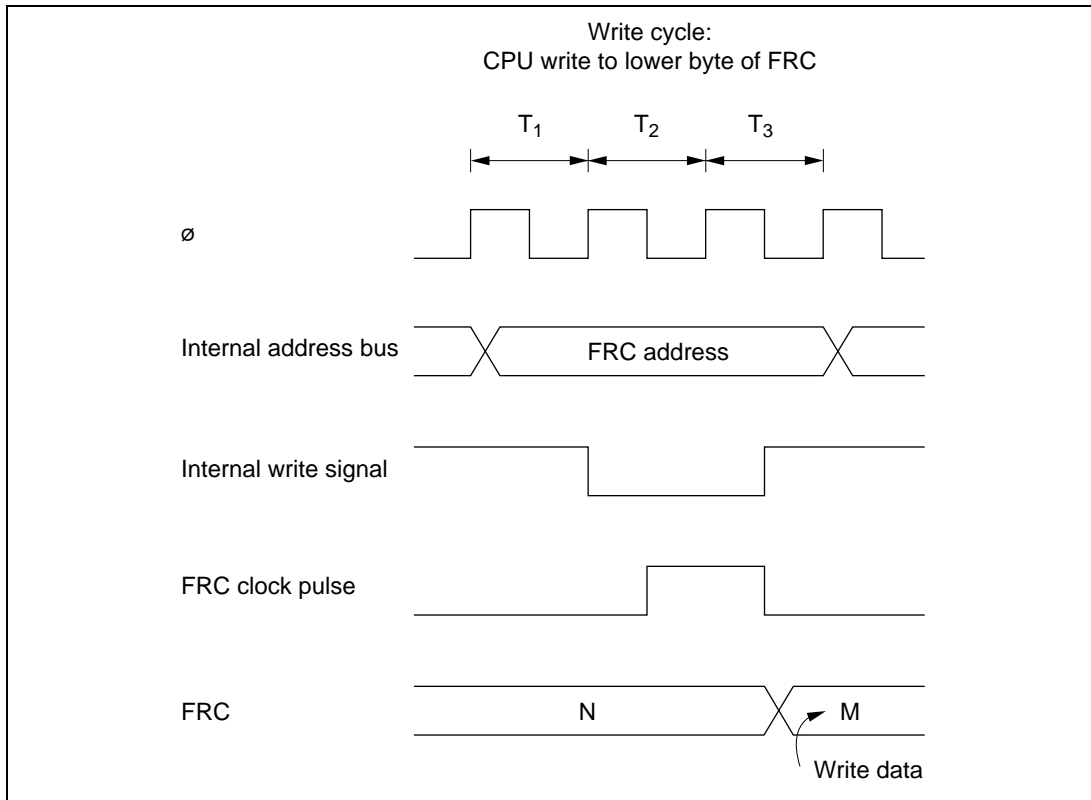 Write cycle:
CPU write to lower byte of FRC
T1 T2 T3
ø
Internal address bus
FRC address
Internal write signal
FRC clock pulse
FRC
N
M
Write data